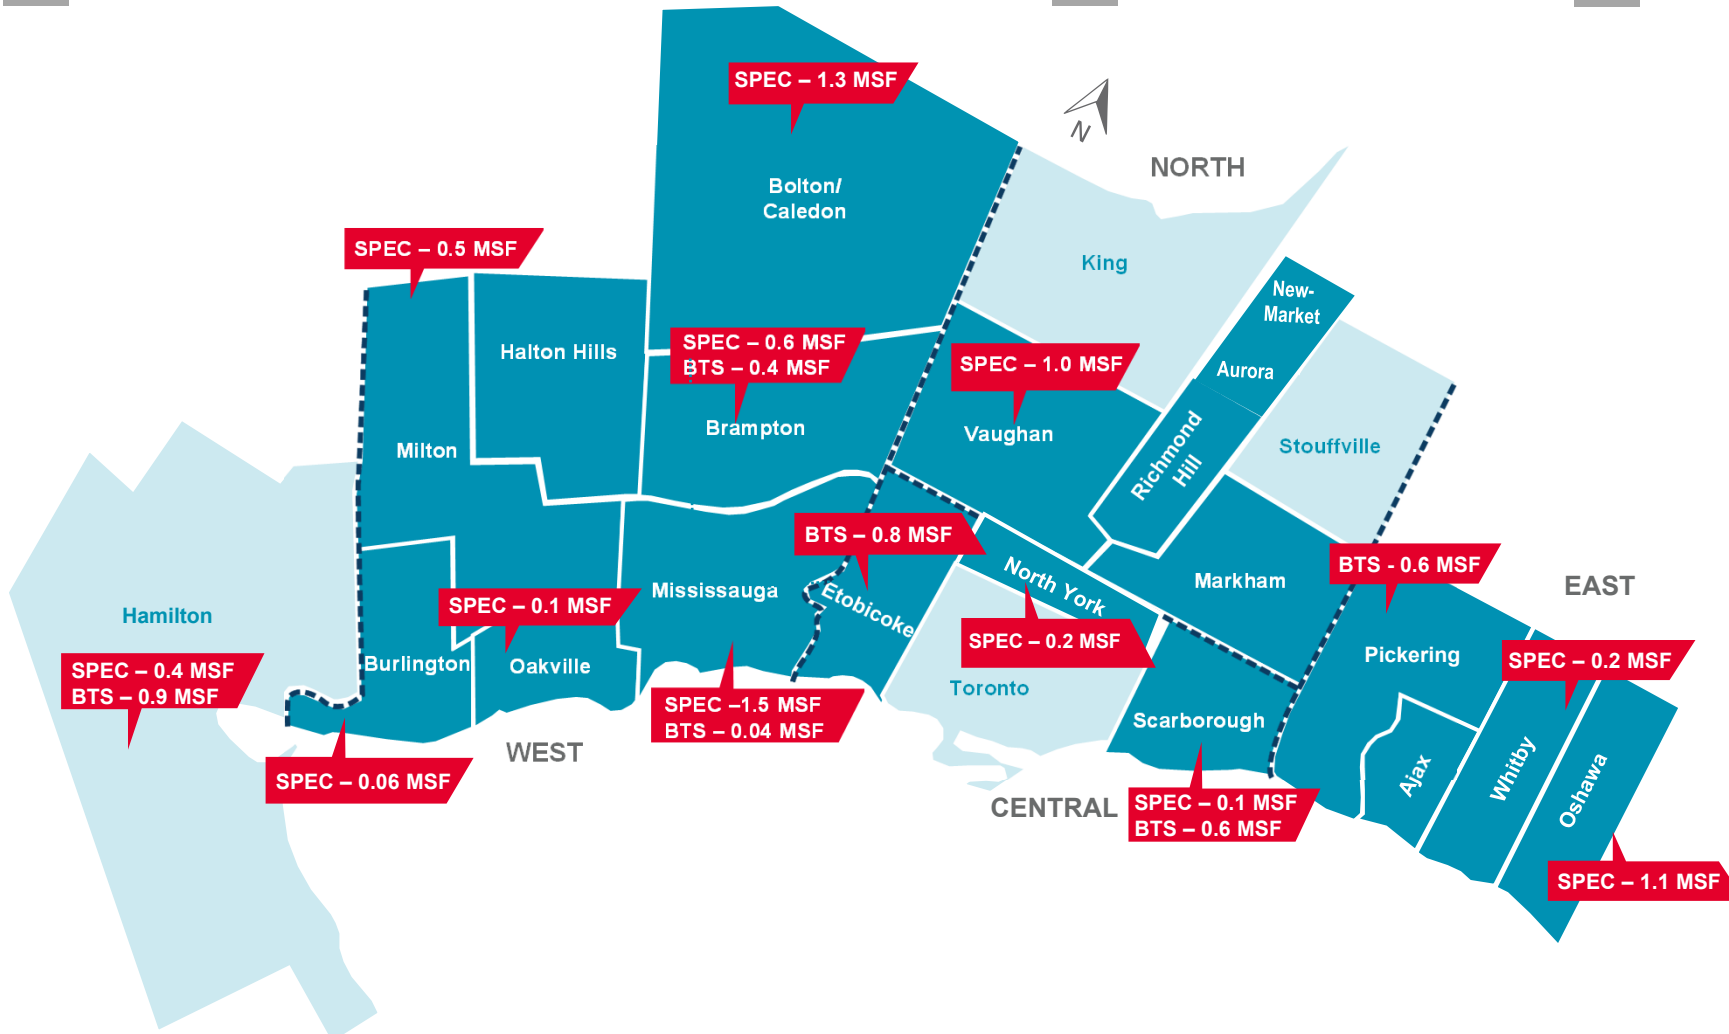 SPEC – 1.3 MSF
N
NORTH
Bolton/
Caledon
SPEC – 0.5 MSF
King
New-
Market
Halton Hills
SPEC – 0.6 MSF
BTS – 0.4 MSF
SPEC – 1.0 MSF
Aurora
Brampton
Vaughan
Milton
Richmond
Hill
Stouffville
BTS – 0.8 MSF
BTS - 0.6 MSF
North York
Markham
EAST
Mississauga
Etobicoke
SPEC – 0.1 MSF
Hamilton
SPEC – 0.2 MSF
Pickering
SPEC – 0.2 MSF
SPEC – 0.4 MSF
BTS – 0.9 MSF
Burlington
Oakville
Toronto
SPEC –1.5 MSF
BTS – 0.04 MSF
Scarborough
WEST
SPEC – 0.06 MSF
Ajax
Whitby
Oshawa
CENTRAL
SPEC – 0.1 MSF
BTS – 0.6 MSF
SPEC – 1.1 MSF